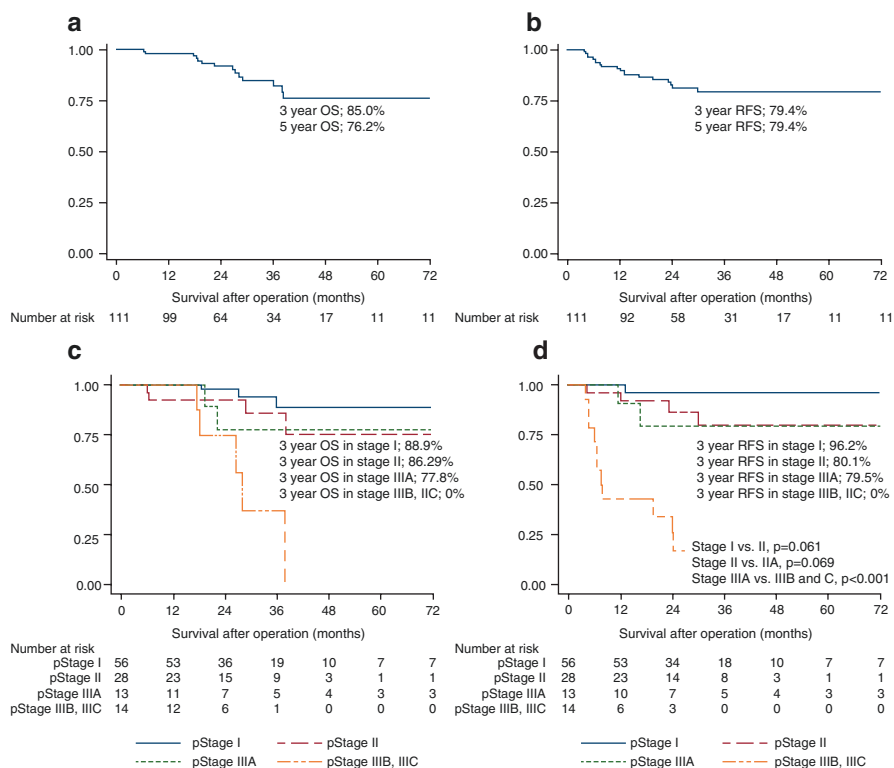 a
1.00
0.75
0.50
0.25
0.00
3 year OS; 85.0%
5 year OS; 76.2%
0 12 24 36 48 60 72
Survival after operation (months)
Number at risk 111 99 64 34 17 11 11
b
1.00
0.75
0.50
0.25
0.00
3 year RFS; 79.4%
5 year RFS; 79.4%
0 12 24 36 48 60 72
Survival after operation (months)
111 92 58 31 17 11 11
c
1.00
0.75
0.50
0.25
0.00
3 year OS in stage I; 88.9%
3 year OS in stage II; 86.29%
3 year OS in stage IIIA; 77.8%
3 year OS in stage IIIB, IIC; 0%
0 12 24 36 48 60 72
Survival after operation (months)
Number at risk
pStage I 56 53 36 19 10 7 7
pStage II 28 23 15 9 3 1 1
pStage IIIA 13 11 7 5 4 3 3
pStage IIIB, IIIC 14 12 6 1 0 0 0
pStage I pStage II
pStage IIIA pStage IIIB, IIIC
d
1.00
0.75
0.50
0.25
0.00
3 year RFS in stage I; 96.2%
3 year RFS in stage II; 80.1%
3 year RFS in stage IIIA; 79.5%
3 year RFS in stage IIIB, IIC; 0%
Stage I vs. II, p=0.061
Stage II vs. IIA, p=0.069
Stage IIIA vs. IIIB and C, p<0.001
0 12 24 36 48 60 72
Survival after operation (months)
Number at risk
pStage I 56 53 34 18 10 7 7
pStage II 28 23 14 8 3 1 1
pStage IIIA 13 10 7 5 4 3 3
pStage IIIB, IIIC 14 6 3 0 0 0 0
pStage I pStage II
pStage IIIA pStage IIIB, IIIC